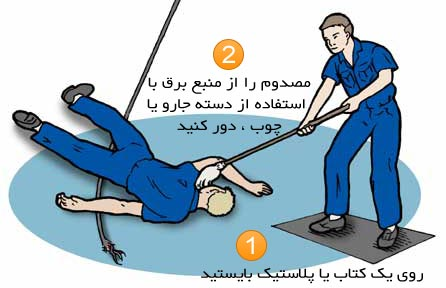 2
مصدوم را از منبع برق با
استفاده از دسته جارو یا
چوب ، دور کنید
1
روی یک کتاب یا پلاستیک بایستید